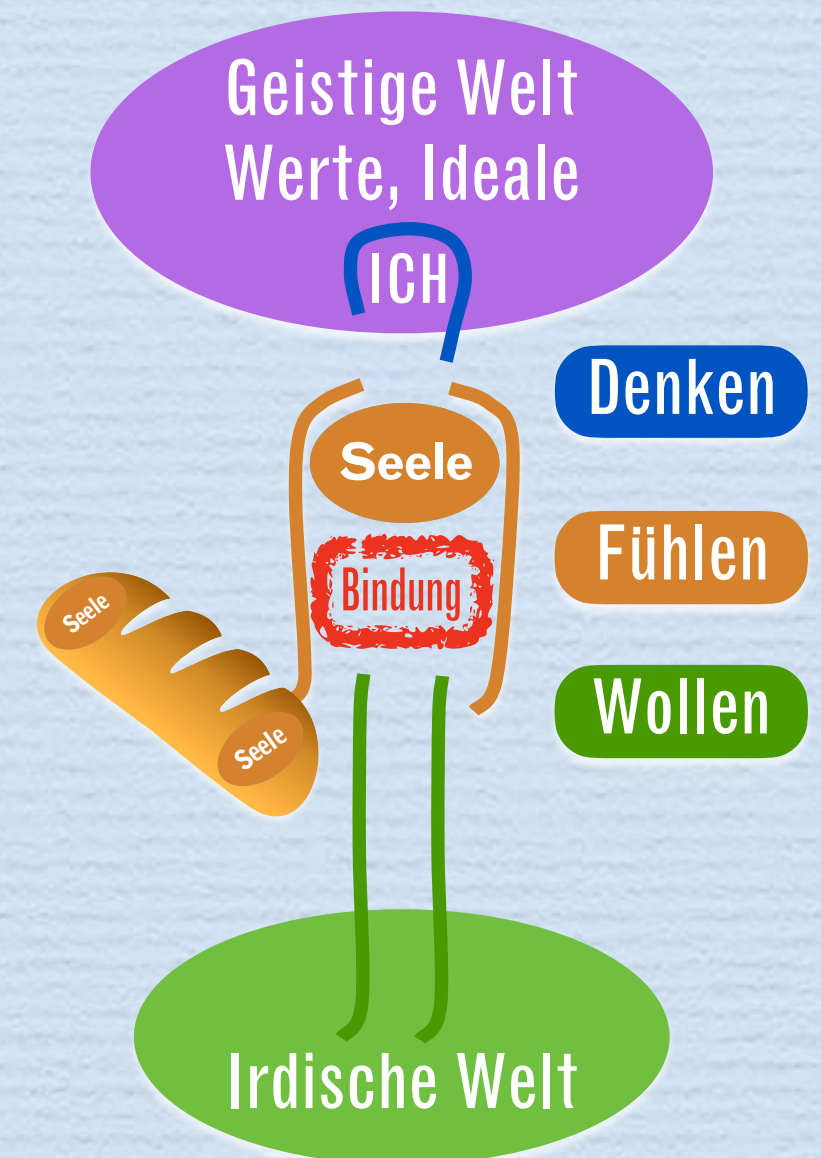 Geistige Welt
Werte, Ideale
ICH
Denken
Seele
Fühlen
Bindung
Seele
Wollen
Seele
Irdische Welt